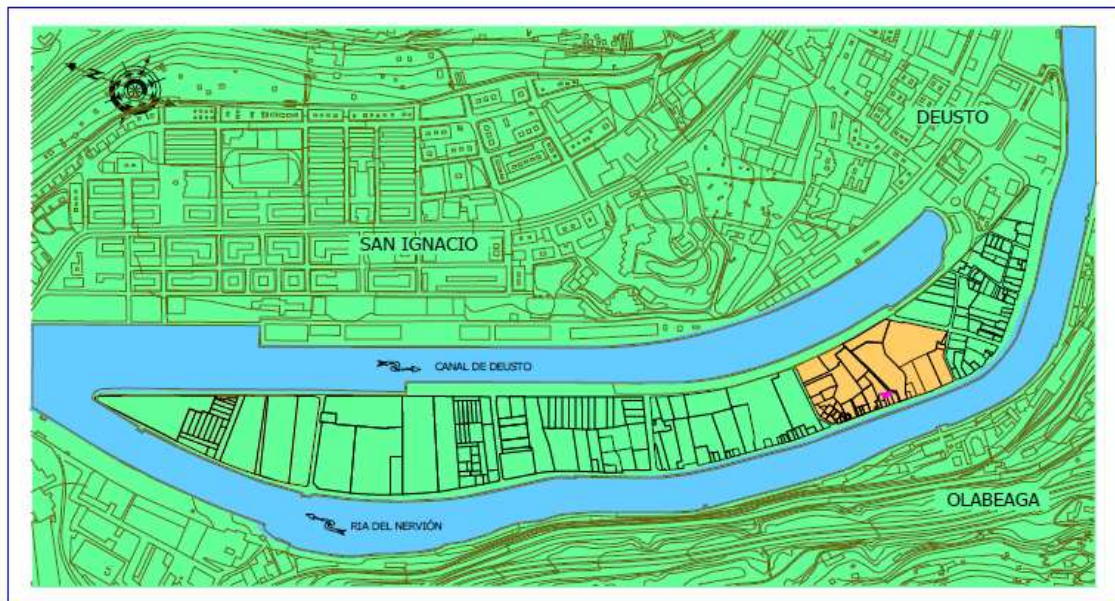 N
DEUSTO
SAN IGNACIO
CANAL DE DEUSTO
OLABEAGA
RIA DEL NERVIÓN